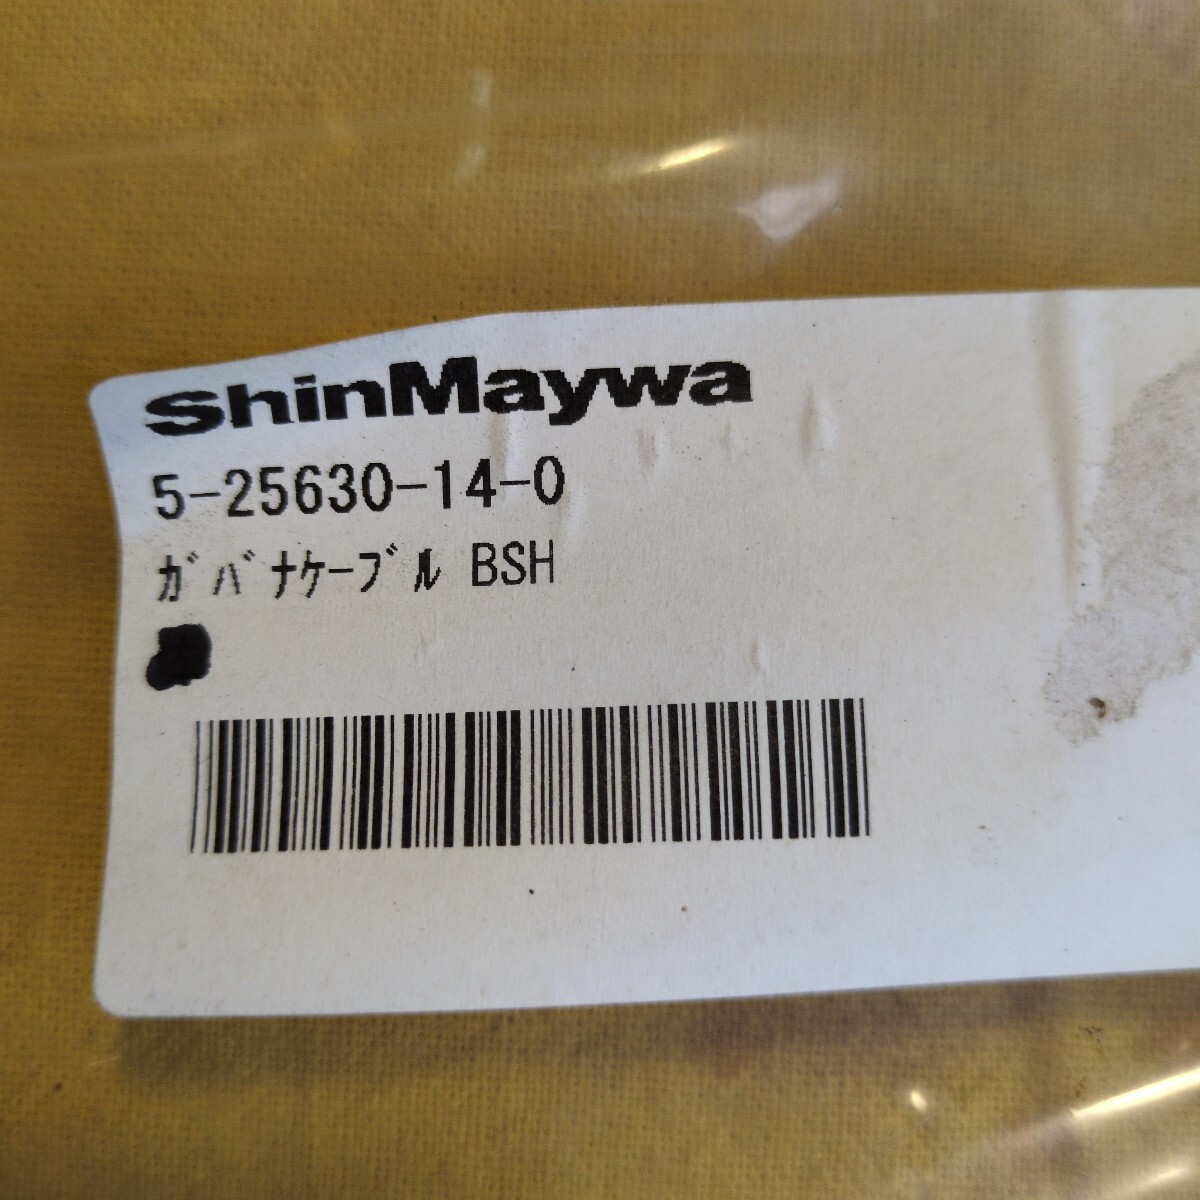 ShinMaywa
5-25630-14-0
ｶﾞﾊﾞﾅｹｰﾌﾞﾙ BSH